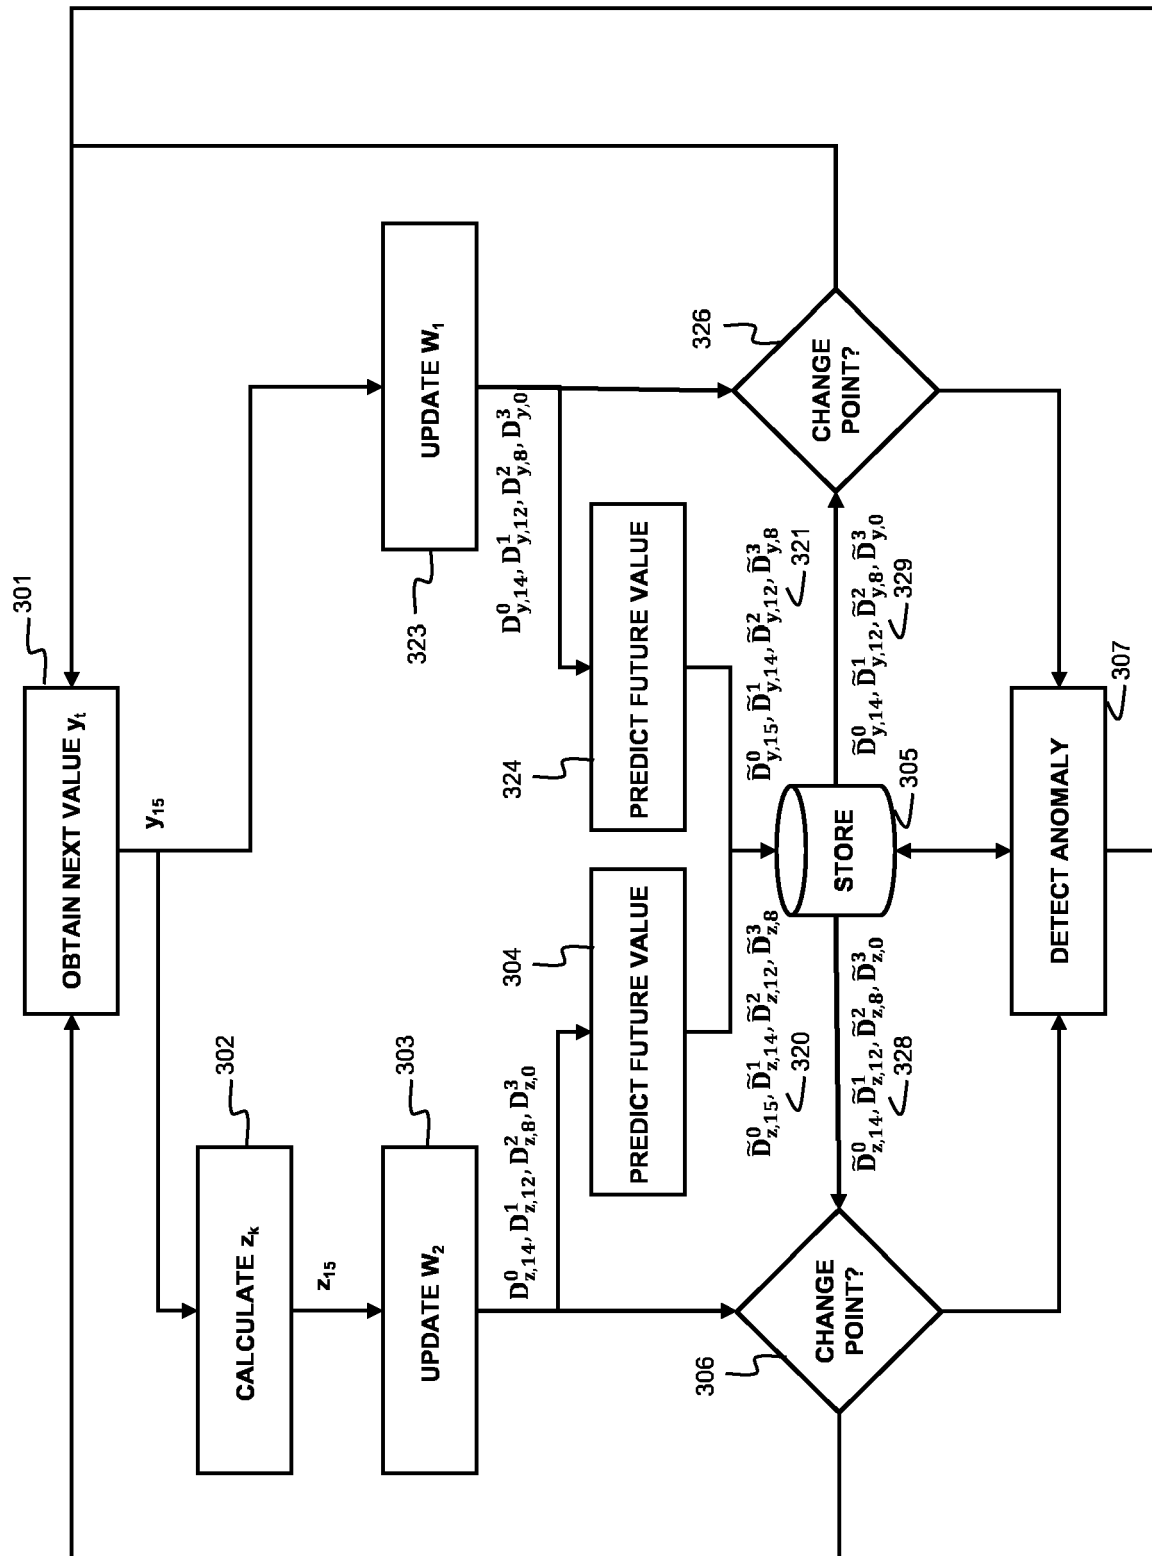 301
OBTAIN NEXT VALUE yₜ
y₁₅
302
CALCULATE zₖ
z₁₅
303
UPDATE W₂
323
UPDATE W₁
D⁰z,14, D¹z,12, D²z,8, D³z,0
D⁰y,14, D¹y,12, D²y,8, D³y,0
304
PREDICT FUTURE VALUE
324
PREDICT FUTURE VALUE
D̃⁰z,15, D̃¹z,14, D̃²z,12, D̃³z,8
320
D̃⁰y,15, D̃¹y,14, D̃²y,12, D̃³y,8
321
306
CHANGE
POINT?
D̃⁰z,14, D̃¹z,12, D̃²z,8, D̃³z,0
328
STORE
305
D̃⁰y,14, D̃¹y,12, D̃²y,8, D̃³y,0
329
326
CHANGE
POINT?
DETECT ANOMALY
307